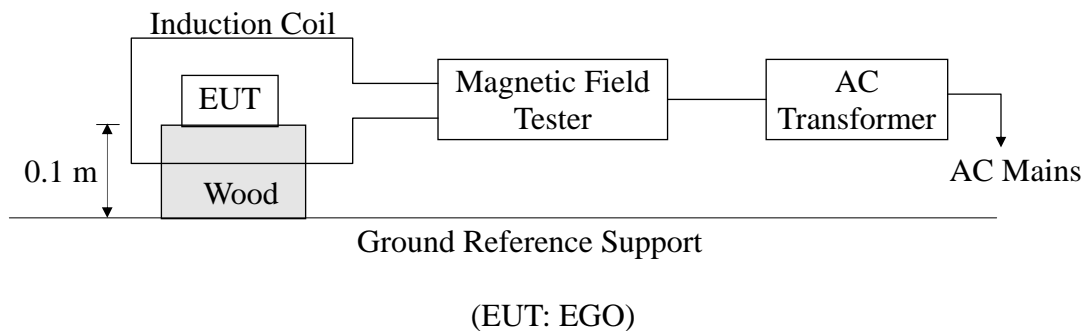 Induction Coil
EUT
Magnetic Field
Tester
AC
Transformer
0.1 m
Wood
AC Mains
Ground Reference Support
(EUT: EGO)